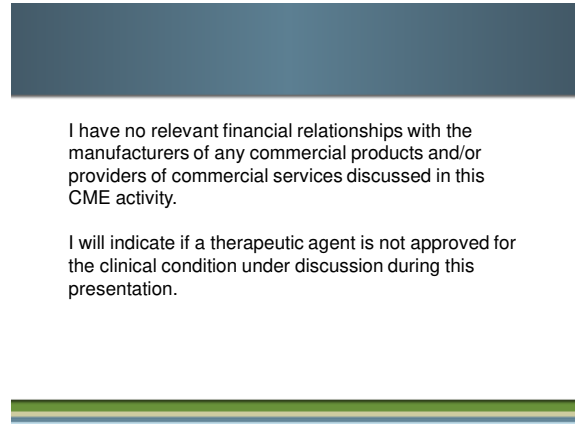 I have no relevant financial relationships with the
manufacturers of any commercial products and/or
providers of commercial services discussed in this
CME activity.
I will indicate if a therapeutic agent is not approved for
the clinical condition under discussion during this
presentation.